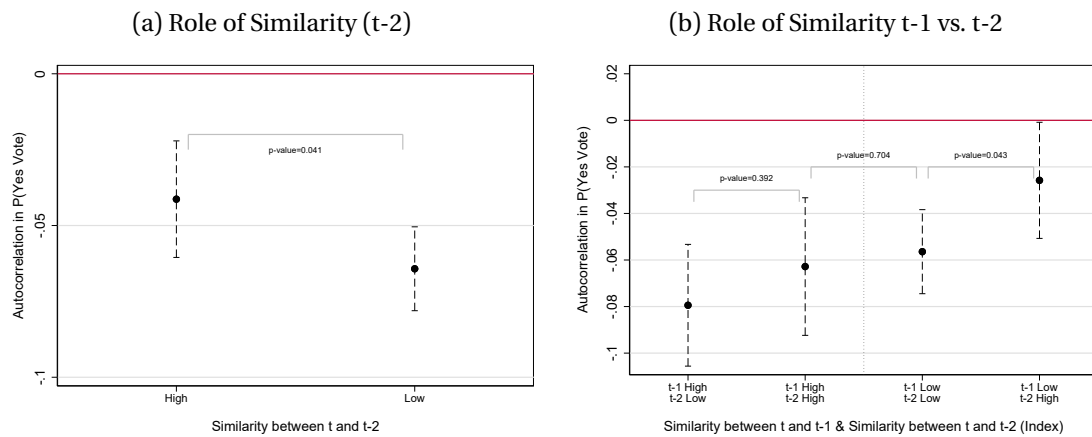 (a) Role of Similarity (t-2)
0
-.05
-.1
Autocorrelation in P(Yes Vote)
p-value=0.041
High
Low
Similarity between t and t-2
(b) Role of Similarity t-1 vs. t-2
.02
0
-.02
-.04
-.06
-.08
-.1
Autocorrelation in P(Yes Vote)
p-value=0.392
p-value=0.704
p-value=0.043
t-1 High
t-2 Low
t-1 High
t-2 High
t-1 Low
t-2 Low
t-1 Low
t-2 High
Similarity between t and t-1 & Similarity between t and t-2 (Index)